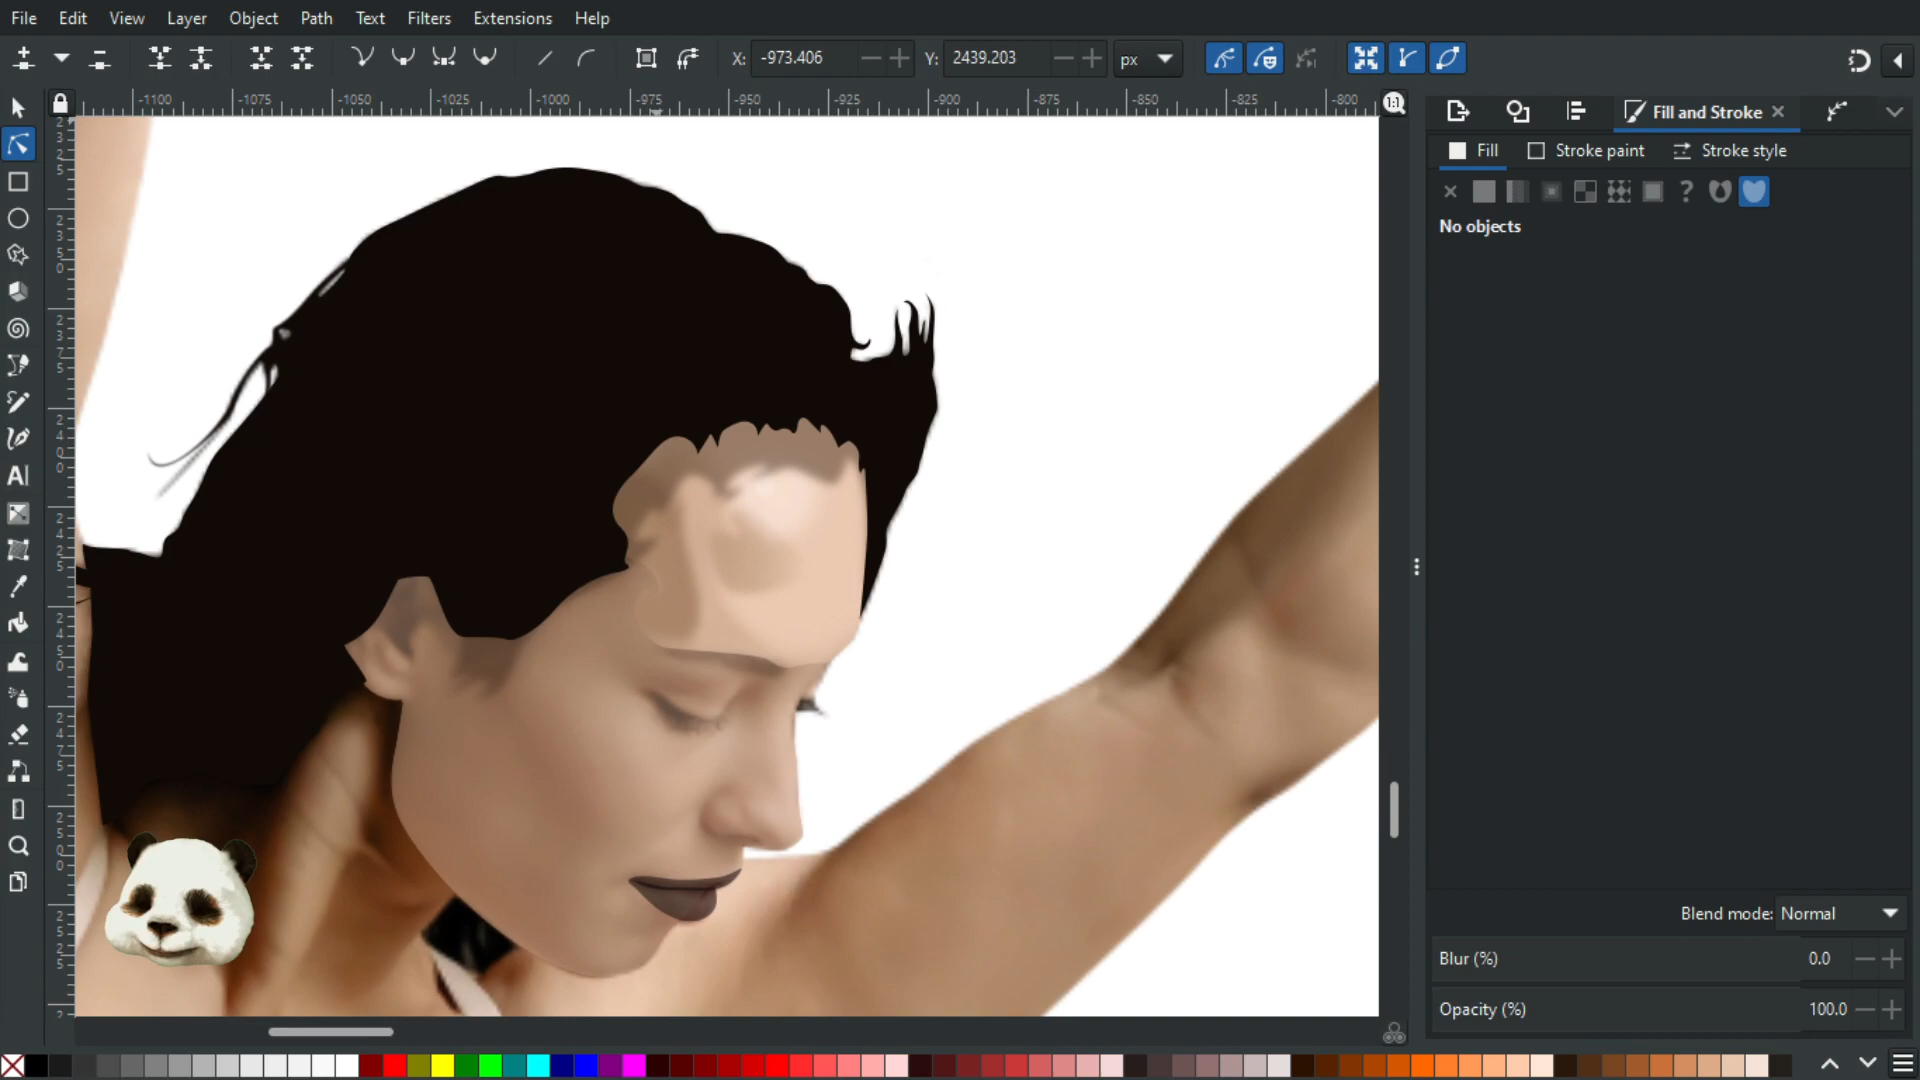 File Edit View Layer Object Path Text Filters Extensions Help
X: -973.406 Y: 2439.203 px
-1100 -1075 -1050 -1025 -1000 -975 -950 -925 -900 -875 -850 -825 -800
1:1
Fill and Stroke
Fill Stroke paint Stroke style
No objects
Blend mode: Normal
Blur (%) 0.0
Opacity (%) 100.0